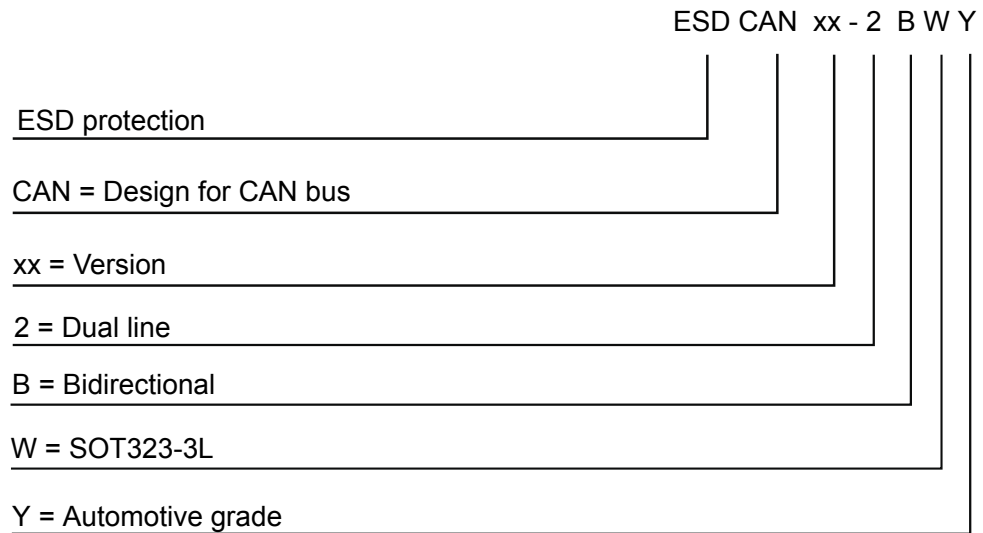 ESD CAN xx - 2 B W Y
ESD protection
CAN = Design for CAN bus
xx = Version
2 = Dual line
B = Bidirectional
W = SOT323-3L
Y = Automotive grade